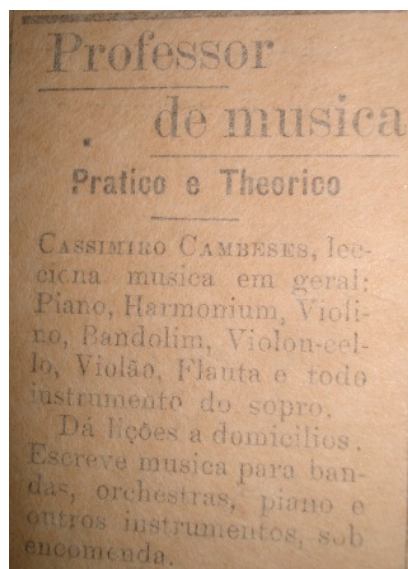 Professor
de musica
Pratico e Theorico
CASSIMIRO CAMBESES, lec-
ciona musica em geral:
Piano, Harmonium, Violi-
no, Bandolim, Violon-cel-
lo, Violão, Flauta e todo
instrumento do sopro.
Dá lições a domicilios.
Escreve musica para ban-
das, orchestras, piano e
outros instrumentos, sob
encomenda.